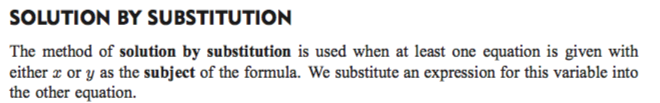 SOLUTION BY SUBSTITUTION
The method of solution by substitution is used when at least one equation is given with
either x or y as the subject of the formula. We substitute an expression for this variable into
the other equation.